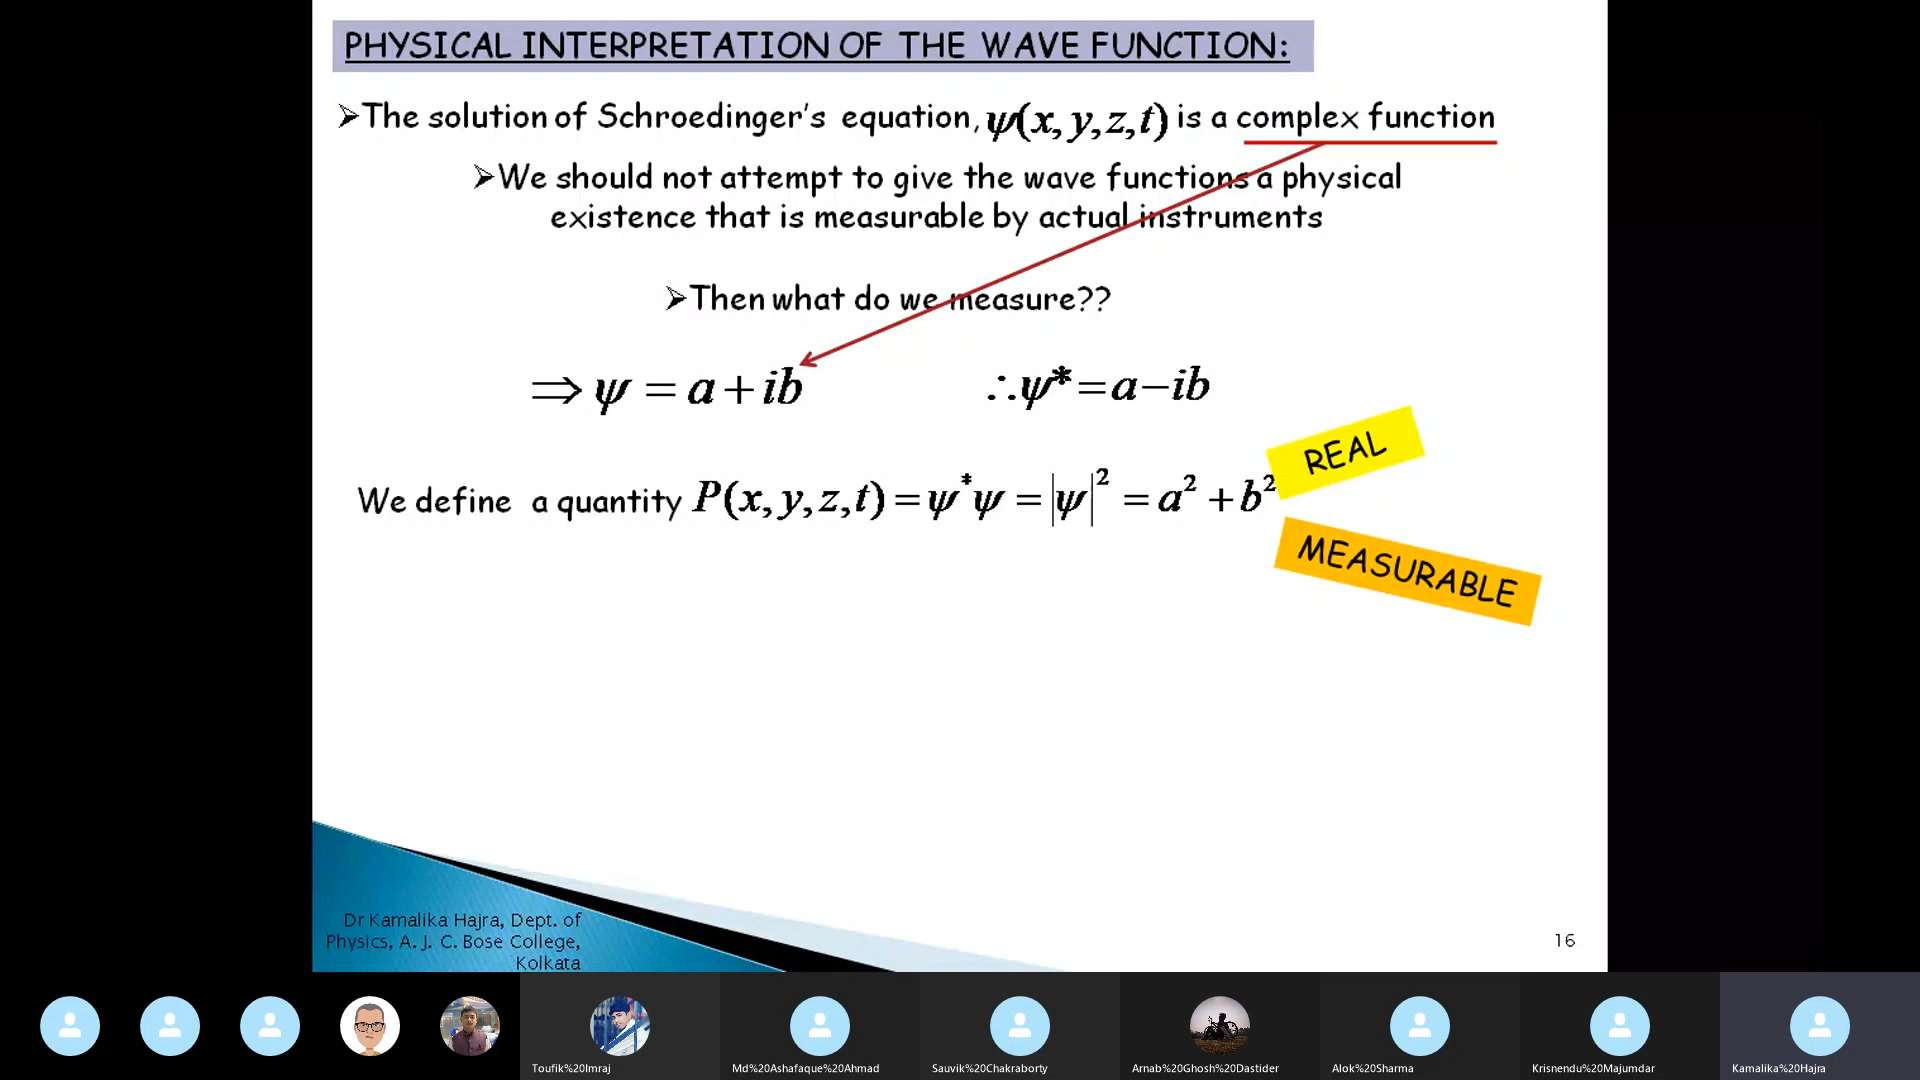 PHYSICAL INTERPRETATION OF THE WAVE FUNCTION:
➢The solution of Schroedinger's equation, ψ(x, y, z, t) is a complex function
➢We should not attempt to give the wave functions a physical
existence that is measurable by actual instruments
➢Then what do we measure??
⇒ ψ = a + ib
∴ψ* = a − ib
REAL
We define a quantity P(x, y, z, t) = ψ*ψ = |ψ|² = a² + b²
MEASURABLE
Dr Kamalika Hajra, Dept. of
Physics, A. J. C. Bose College,
Kolkata
16
Toufik%20Imraj
Md%20Ashafaque%20Ahmad
Sauvik%20Chakraborty
Arnab%20Ghosh%20Dastider
Alok%20Sharma
Krisnendu%20Majumdar
Kamalika%20Hajra